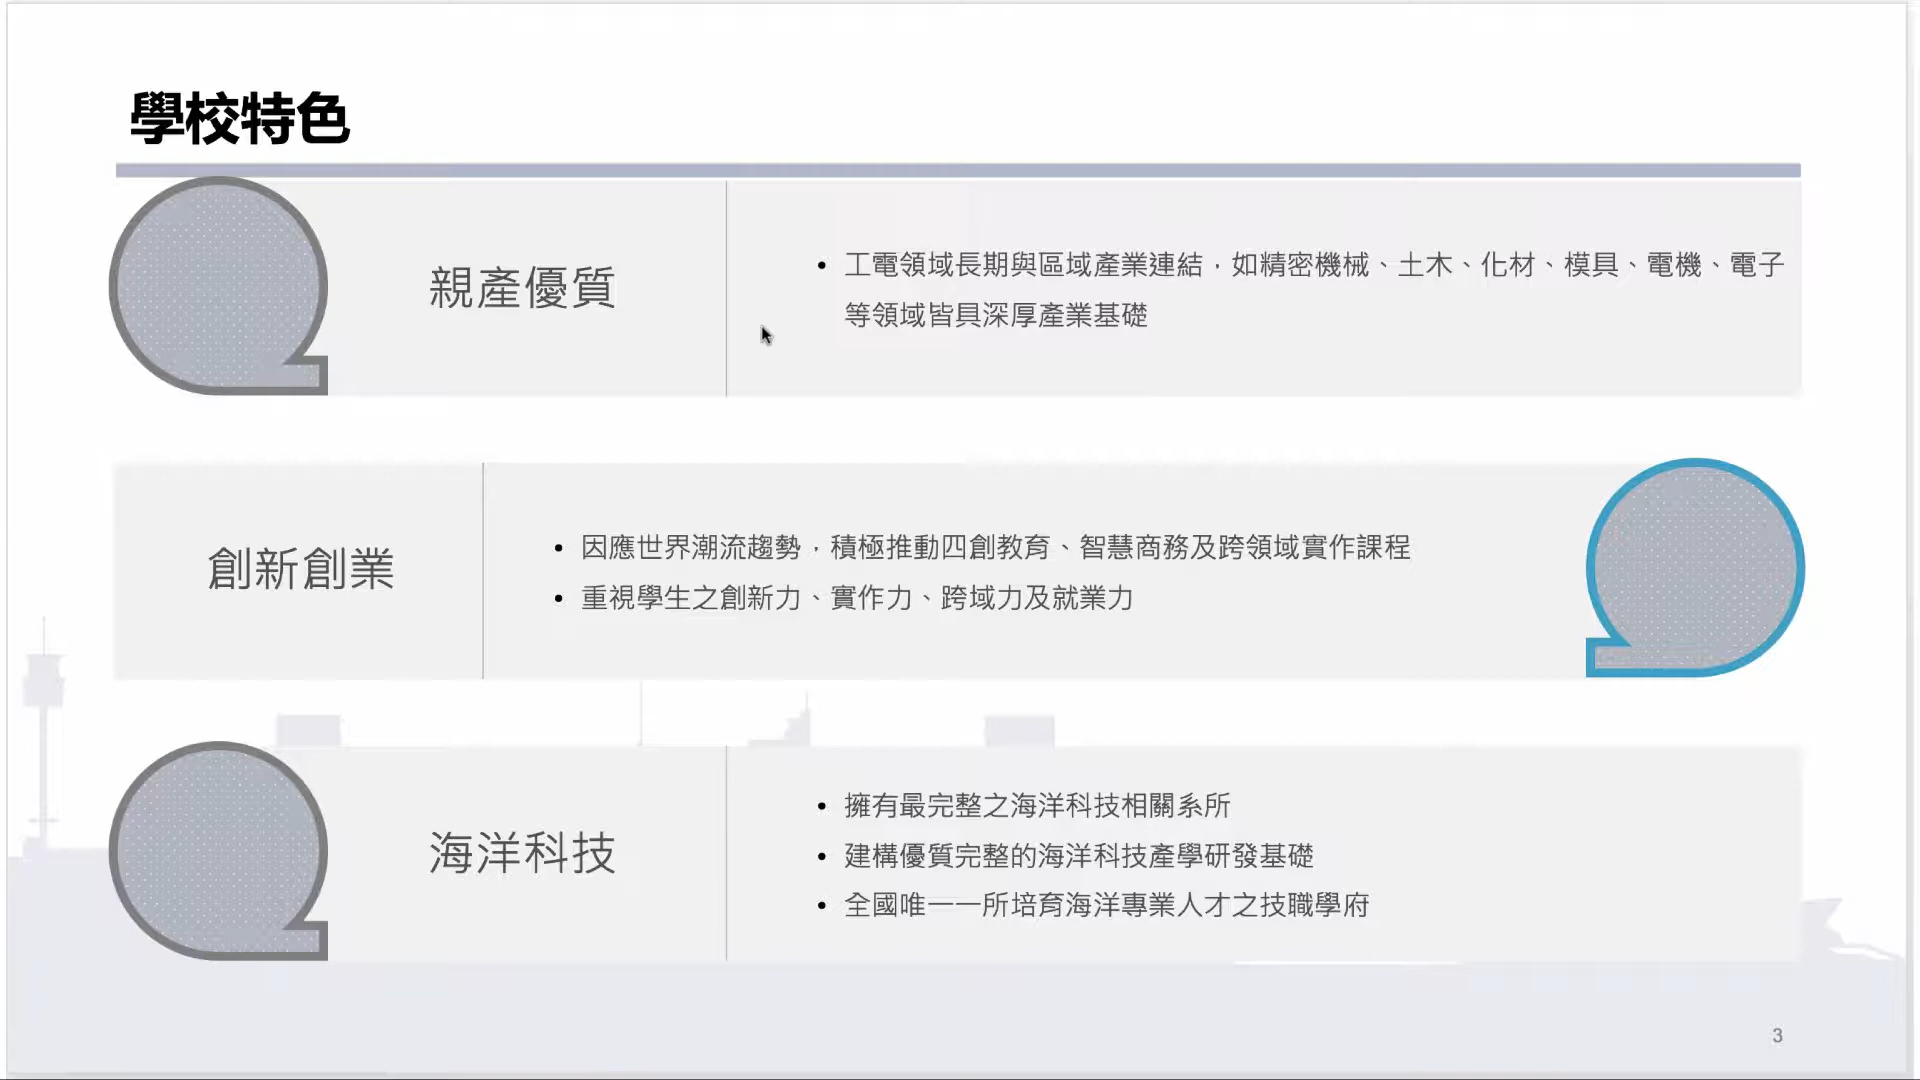 學校特色
親產優質
• 工電領域長期與區域產業連結，如精密機械、土木、化材、模具、電機、電子
等領域皆具深厚產業基礎
創新創業
• 因應世界潮流趨勢，積極推動四創教育、智慧商務及跨領域實作課程
• 重視學生之創新力、實作力、跨域力及就業力
海洋科技
• 擁有最完整之海洋科技相關系所
• 建構優質完整的海洋科技產學研發基礎
• 全國唯一一所培育海洋專業人才之技職學府
3